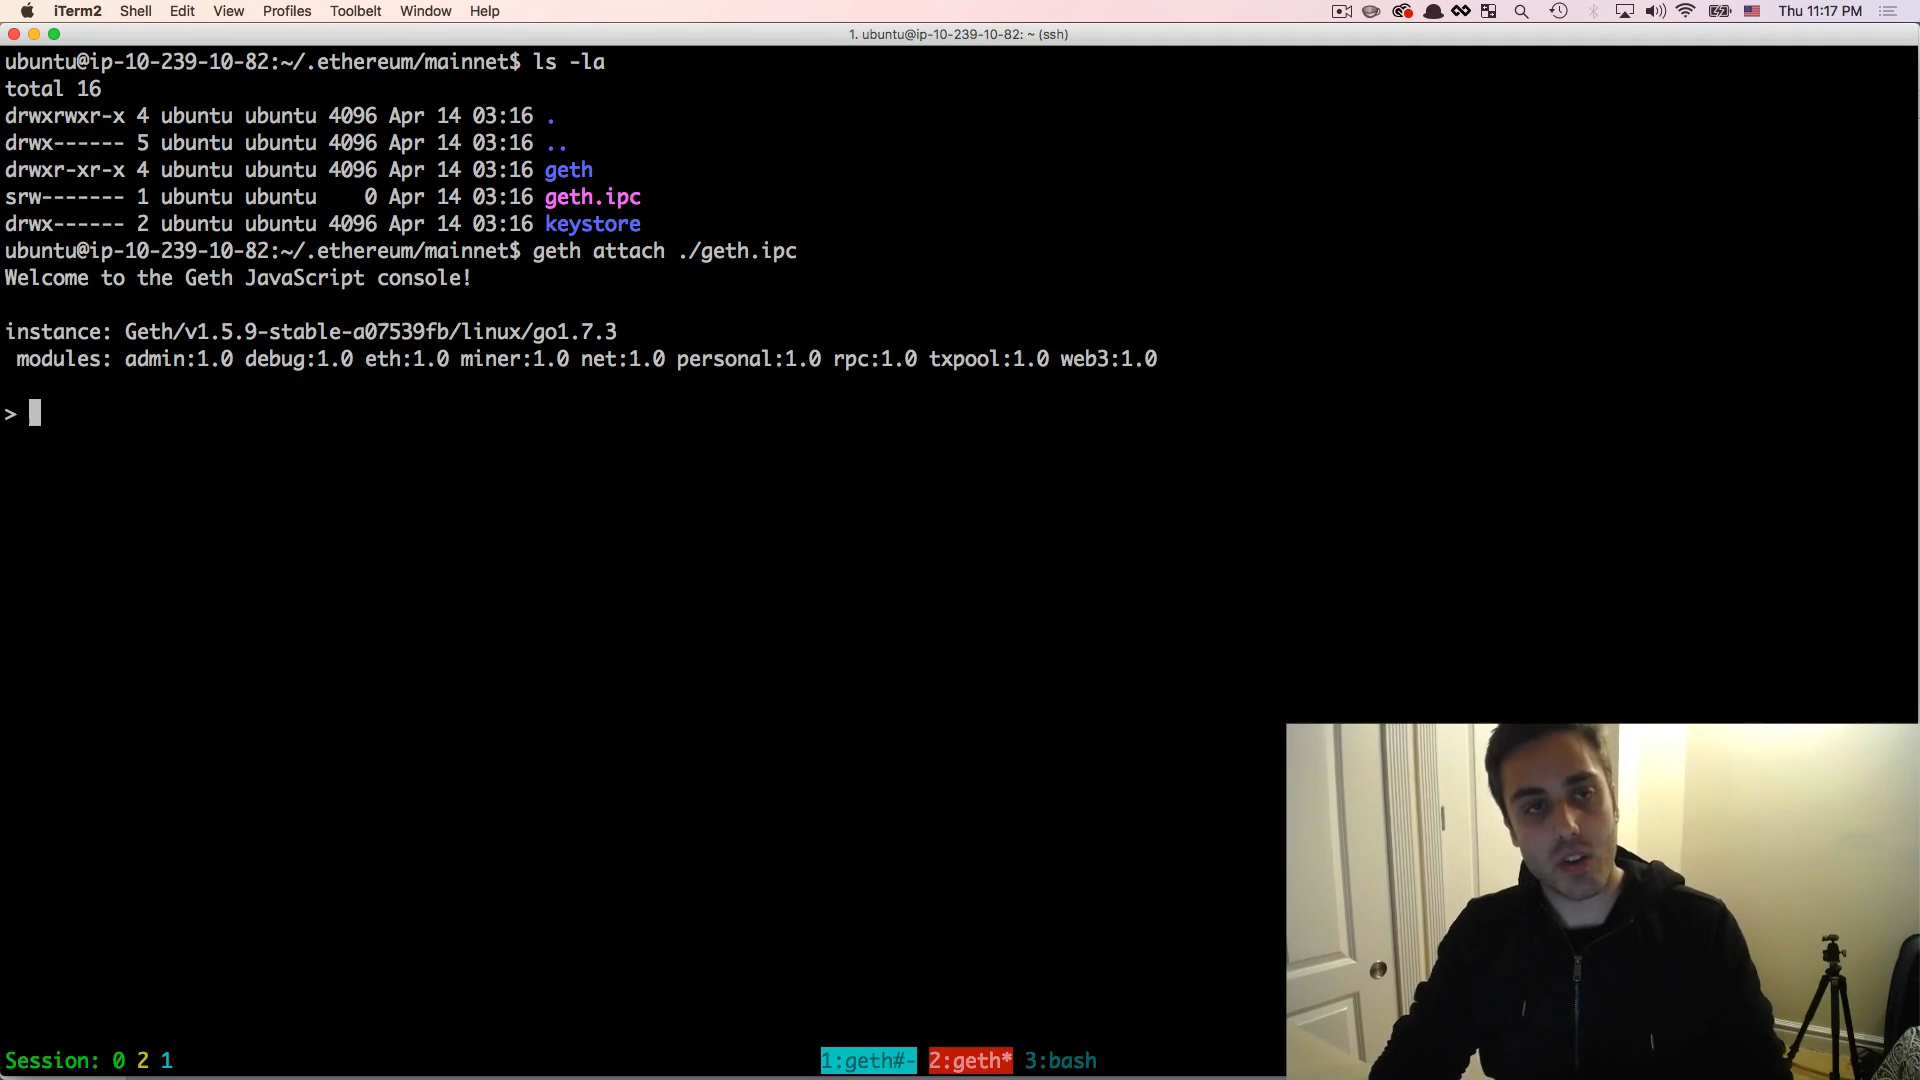 iTerm2 Shell Edit View Profiles Toolbelt Window Help Thu 11:17 PM
1. ubuntu@ip-10-239-10-82: ~ (ssh)
ubuntu@ip-10-239-10-82:~/.ethereum/mainnet$ ls -la
total 16
drwxrwxr-x 4 ubuntu ubuntu 4096 Apr 14 03:16 .
drwx------ 5 ubuntu ubuntu 4096 Apr 14 03:16 ..
drwxr-xr-x 4 ubuntu ubuntu 4096 Apr 14 03:16 geth
srw------- 1 ubuntu ubuntu    0 Apr 14 03:16 geth.ipc
drwx------ 2 ubuntu ubuntu 4096 Apr 14 03:16 keystore
ubuntu@ip-10-239-10-82:~/.ethereum/mainnet$ geth attach ./geth.ipc
Welcome to the Geth JavaScript console!
instance: Geth/v1.5.9-stable-a07539fb/linux/go1.7.3
 modules: admin:1.0 debug:1.0 eth:1.0 miner:1.0 net:1.0 personal:1.0 rpc:1.0 txpool:1.0 web3:1.0
>
Session: 0 2 1 1:geth#- 2:geth* 3:bash